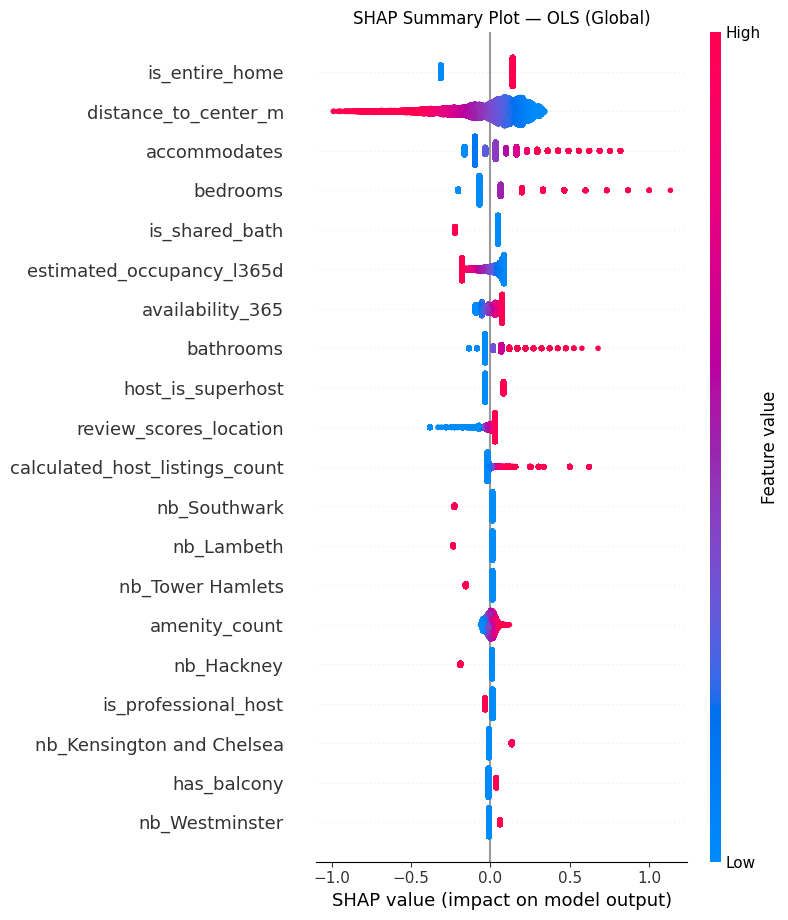 SHAP Summary Plot — OLS (Global)
High
is_entire_home
distance_to_center_m
accommodates
bedrooms
is_shared_bath
estimated_occupancy_l365d
availability_365
bathrooms
host_is_superhost
review_scores_location
calculated_host_listings_count
nb_Southwark
nb_Lambeth
nb_Tower Hamlets
amenity_count
nb_Hackney
is_professional_host
nb_Kensington and Chelsea
has_balcony
nb_Westminster
Feature value
Low
−1.0 −0.5 0.0 0.5 1.0
SHAP value (impact on model output)